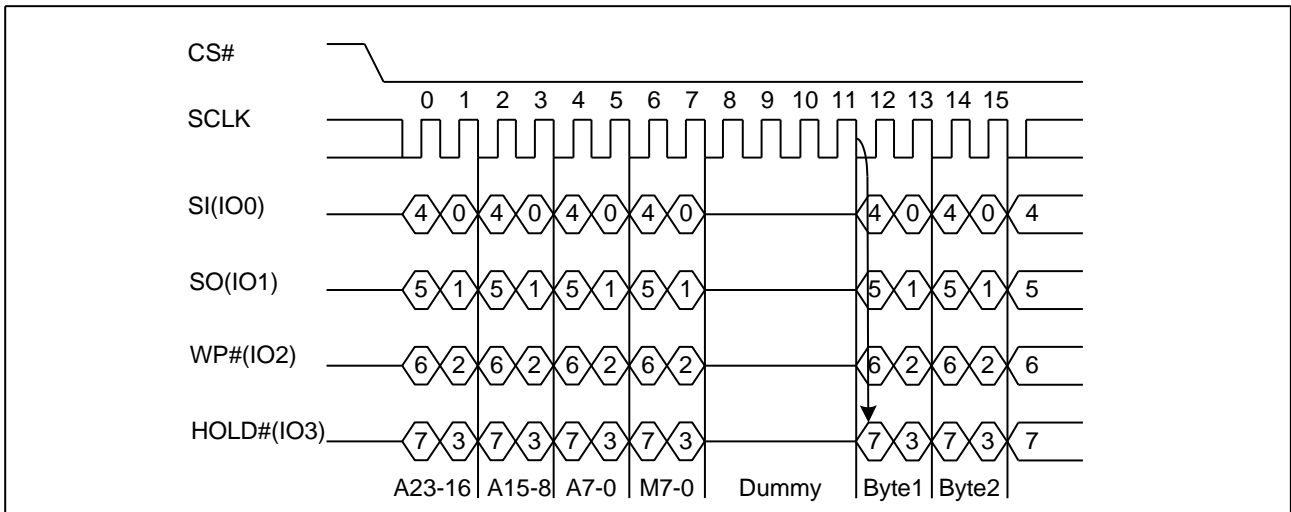 CS#
0 1 2 3 4 5 6 7 8 9 10 11 12 13 14 15
SCLK
SI(IO0) 4 0 4 0 4 0 4 0 4 0 4 0 4
SO(IO1) 5 1 5 1 5 1 5 1 5 1 5 1 5
WP#(IO2) 6 2 6 2 6 2 6 2 6 2 6 2 6
HOLD#(IO3) 7 3 7 3 7 3 7 3 7 3 7 3 7
A23-16 A15-8 A7-0 M7-0 Dummy Byte1 Byte2